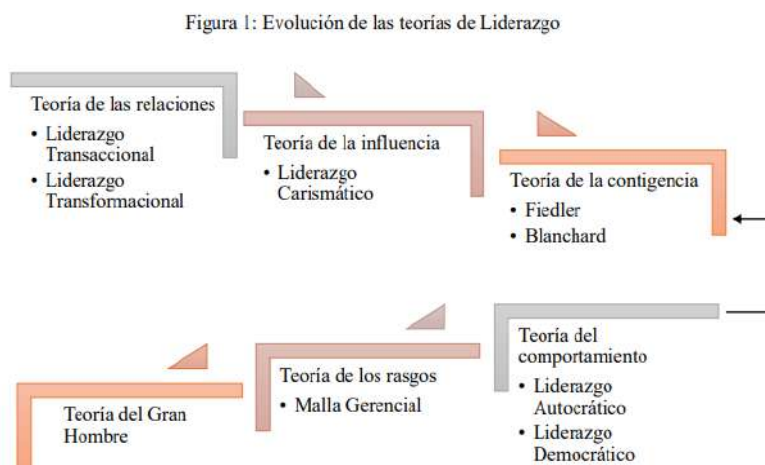 Figura 1: Evolución de las teorías de Liderazgo
Teoría de las relaciones
• Liderazgo
Transaccional
• Liderazgo
Transformacional
Teoría de la influencia
• Liderazgo
Carismático
Teoría de la contigencia
• Fiedler
• Blanchard
Teoría del Gran
Hombre
Teoría de los rasgos
• Malla Gerencial
Teoría del
comportamiento
• Liderazgo
Autocrático
• Liderazgo
Democrático